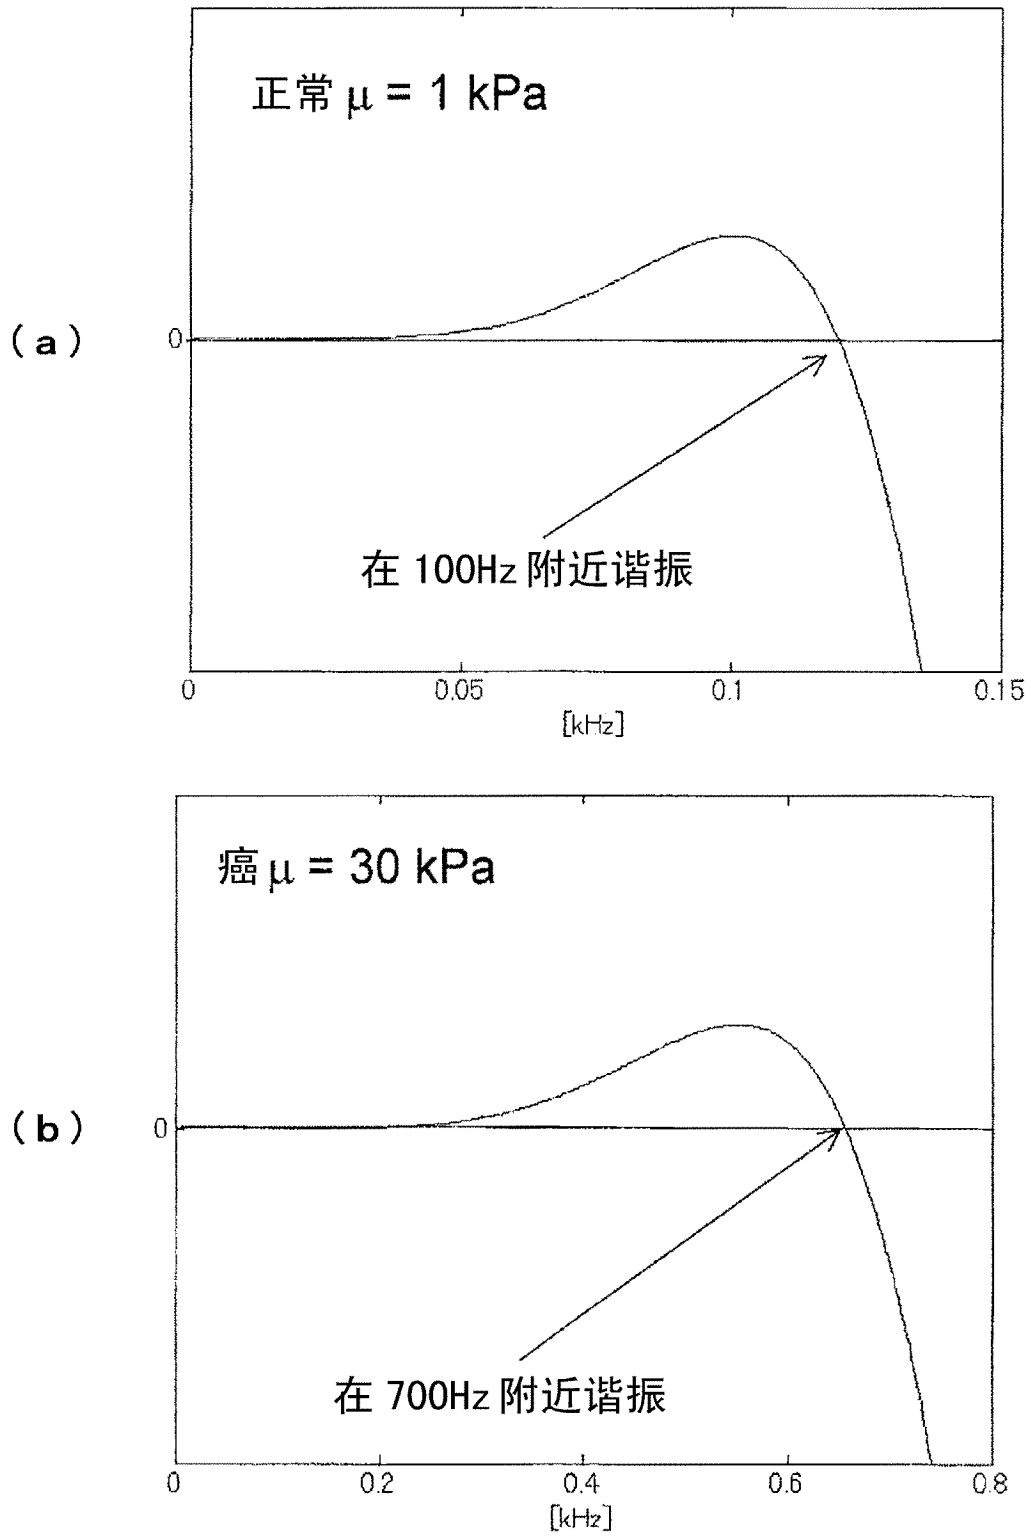 正常 μ = 1 kPa
(a)
0
在 100Hz 附近谐振
0 0.05 0.1 0.15
[kHz]
癌 μ = 30 kPa
(b)
0
在 700Hz 附近谐振
0 0.2 0.4 0.6 0.8
[kHz]